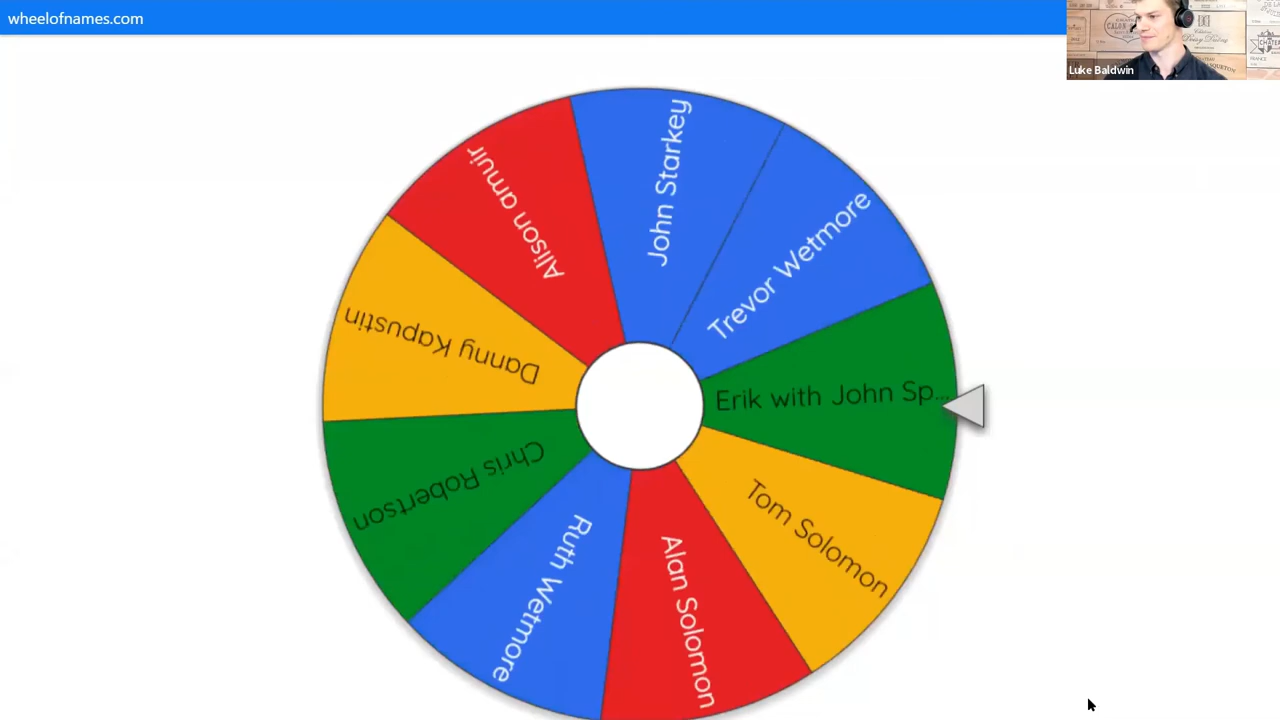 wheelofnames.com
Luke Baldwin
John Starkey
Trevor Wetmore
Erik with John Sp...
Tom Solomon
Alan Solomon
Ruth Wetmore
Chris Robertson
Danny Kapustin
Alison amuir